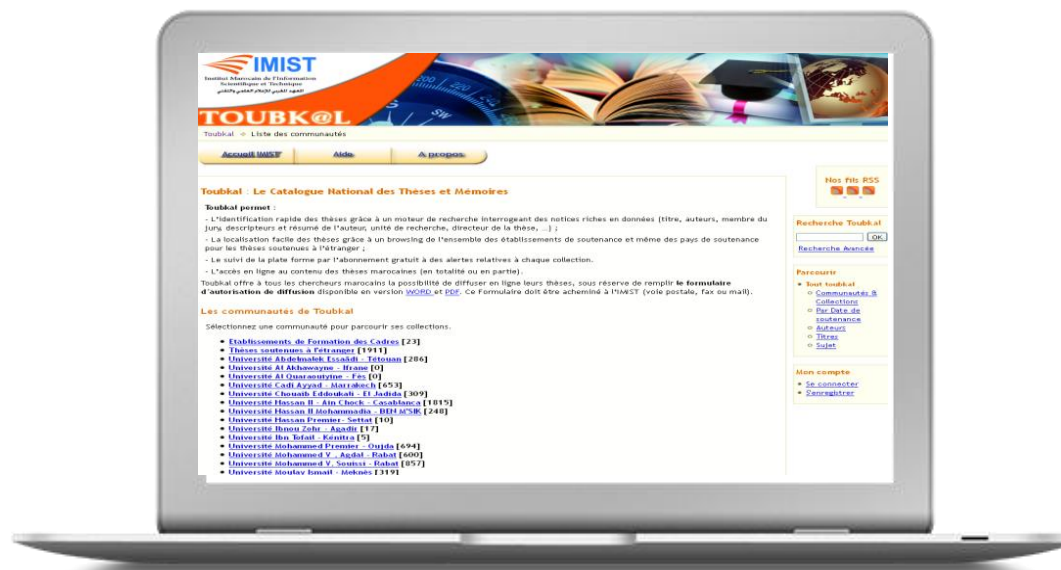 IMIST
Institut Marocain de l'Information
Scientifique et Technique
المعهد المغربي للإعلام العلمي والتقني
TOUBK@L
Toubkal ➪ Liste des communautés
Accueil IMIST
Aide
A propos
Toubkal : Le Catalogue National des Thèses et Mémoires
Toubkal permet :
- L'identification rapide des thèses grâce à un moteur de recherche interrogeant des notices riches en données (titre, auteurs, membre du
jury, descripteurs et résumé de l'auteur, unité de recherche, directeur de la thèse, ...) ;
- La localisation facile des thèses grâce à un browsing de l'ensemble des établissements de soutenance et même des pays de soutenance
pour les thèses soutenues à l'étranger ;
- Le suivi de la plate forme par l'abonnement gratuit à des alertes relatives à chaque collection.
- L'accès en ligne au contenu des thèses marocaines (en totalité ou en partie).
Toubkal offre à tous les chercheurs marocains la possibilité de diffuser en ligne leurs thèses, sous réserve de remplir le formulaire
d'autorisation de diffusion disponible en version WORD et PDF. Ce Formulaire doit être acheminé à l'IMIST (voie postale, fax ou mail).
Les communautés de Toubkal
Sélectionnez une communauté pour parcourir ses collections.
• Etablissements de Formation des Cadres [23]
• Thèses soutenues à l'étranger [1911]
• Université Abdelmalek Essaâdi - Tétouan [286]
• Université Al Akhawayne - Ifrane [0]
• Université Al Quaraouiyine - Fès [0]
• Université Cadi Ayyad - Marrakech [653]
• Université Chouaib Eddoukali - El Jadida [309]
• Université Hassan II - Ain Chock - Casablanca [1815]
• Université Hassan II Mohammadia - BEN M'SIK [248]
• Université Hassan Premier- Settat [10]
• Université Ibnou Zohr - Agadir [17]
• Université Ibn Tofail - Kénitra [5]
• Université Mohammed Premier - Oujda [694]
• Université Mohammed V , Agdal - Rabat [600]
• Université Mohammed V, Souissi - Rabat [857]
• Université Moulay Ismail - Meknès [319]
Nos fils RSS
Recherche Toubkal
OK
Recherche Avancée
Parcourir
• Tout toubkal
○ Communautés &
Collections
○ Par Date de
soutenance
○ Auteurs
○ Titres
○ Sujet
Mon compte
• Se connecter
• S'enregistrer